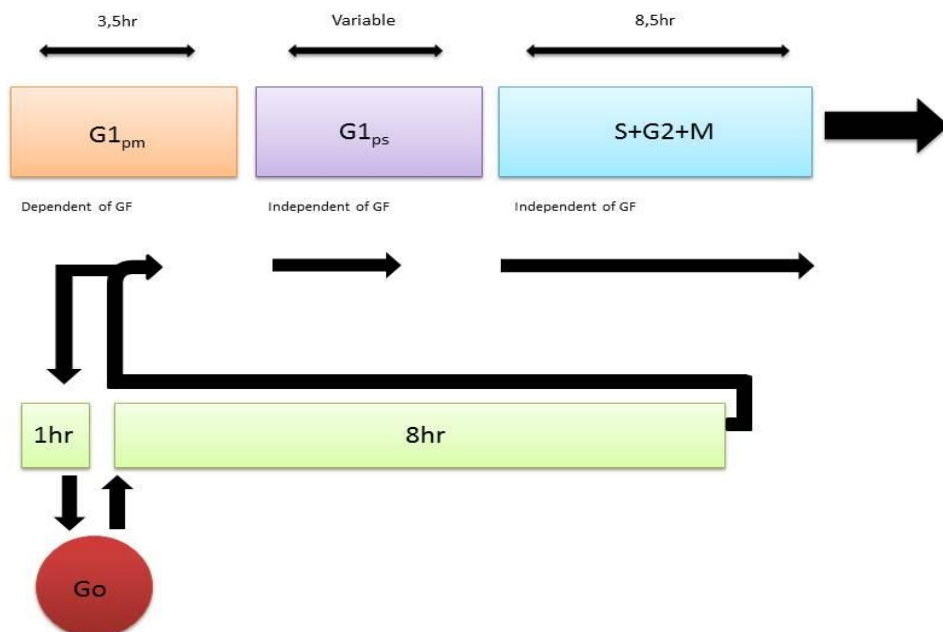 3,5hr
Variable
8,5hr
G1pm
G1ps
S+G2+M
Dependent of GF
Independent of GF
Independent of GF
1hr
8hr
Go